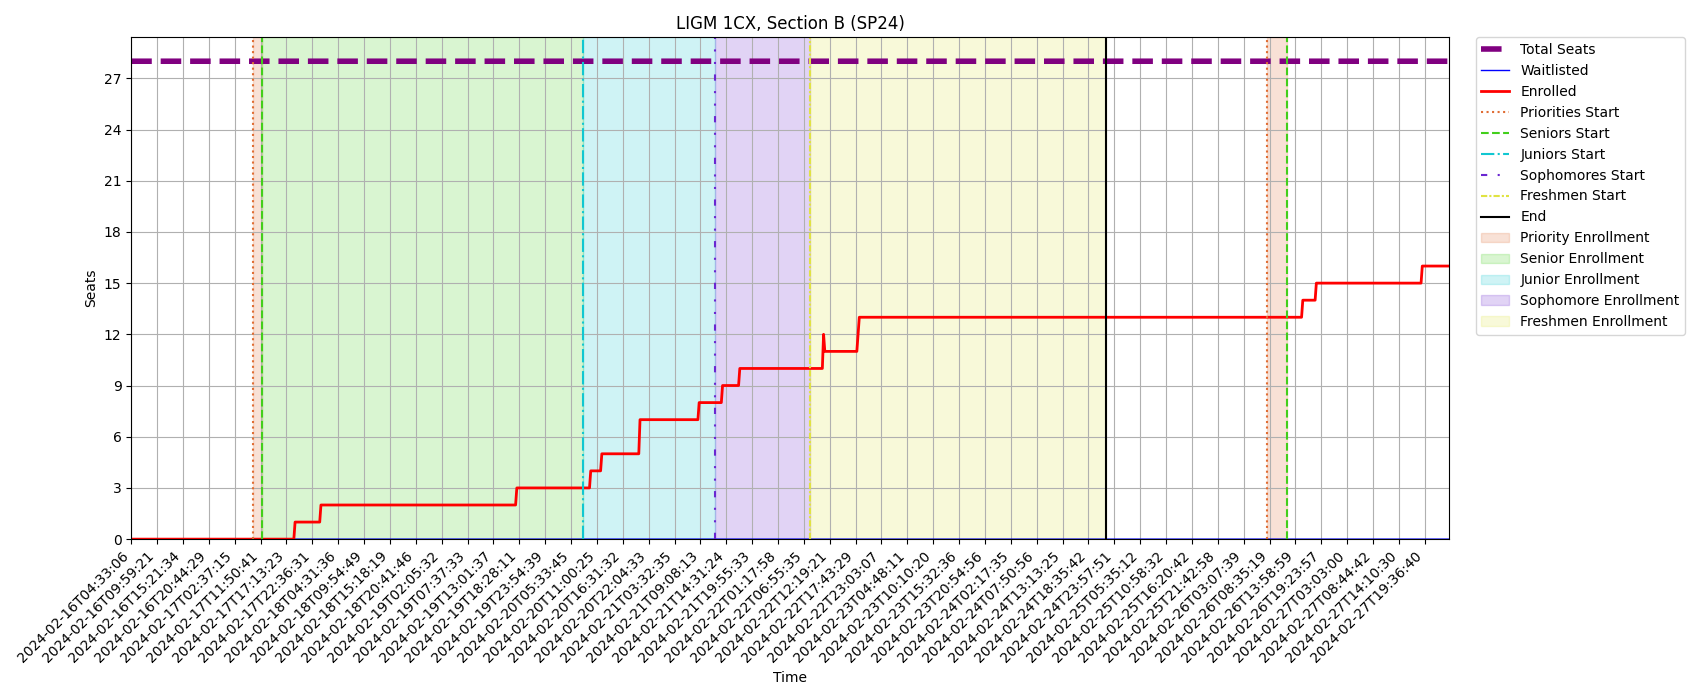 LIGM 1CX, Section B (SP24)
Seats
27
24
21
18
15
12
9
6
3
0
2024-02-16T04:33:06
2024-02-16T09:59:21
2024-02-16T15:21:34
2024-02-16T20:44:29
2024-02-17T02:37:15
2024-02-17T11:50:41
2024-02-17T17:13:23
2024-02-17T22:36:31
2024-02-18T04:31:36
2024-02-18T09:54:49
2024-02-18T15:18:19
2024-02-18T20:41:46
2024-02-19T02:05:32
2024-02-19T07:37:33
2024-02-19T13:01:37
2024-02-19T18:28:11
2024-02-19T23:54:39
2024-02-20T05:33:45
2024-02-20T11:00:25
2024-02-20T16:31:32
2024-02-20T22:04:33
2024-02-21T03:32:35
2024-02-21T09:08:13
2024-02-21T14:31:24
2024-02-21T19:55:33
2024-02-22T01:17:58
2024-02-22T06:55:35
2024-02-22T12:19:21
2024-02-22T17:43:29
2024-02-22T23:03:07
2024-02-23T04:48:11
2024-02-23T10:10:20
2024-02-23T15:32:36
2024-02-23T20:54:56
2024-02-24T02:17:35
2024-02-24T07:50:56
2024-02-24T13:13:25
2024-02-24T18:35:42
2024-02-24T23:57:51
2024-02-25T05:35:12
2024-02-25T10:58:32
2024-02-25T16:20:42
2024-02-25T21:42:58
2024-02-26T03:07:39
2024-02-26T08:35:19
2024-02-26T13:58:59
2024-02-26T19:23:57
2024-02-27T03:03:00
2024-02-27T08:44:42
2024-02-27T14:10:30
2024-02-27T19:36:40
Time
Total Seats
Waitlisted
Enrolled
Priorities Start
Seniors Start
Juniors Start
Sophomores Start
Freshmen Start
End
Priority Enrollment
Senior Enrollment
Junior Enrollment
Sophomore Enrollment
Freshmen Enrollment